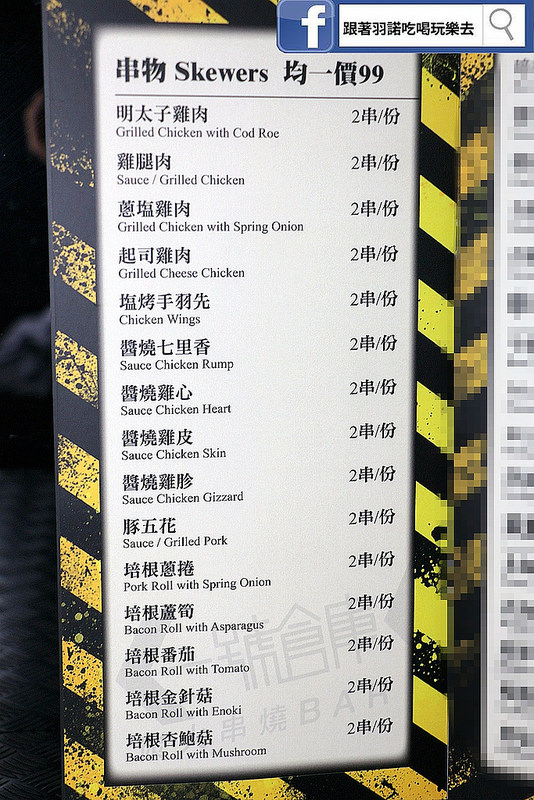 跟著羽諾吃喝玩樂去
串物 Skewers 均一價99
明太子雞肉 2串/份
Grilled Chicken with Cod Roe
雞腿肉 2串/份
Sauce / Grilled Chicken
蔥塩雞肉 2串/份
Grilled Chicken with Spring Onion
起司雞肉 2串/份
Grilled Cheese Chicken
塩烤手羽先 2串/份
Chicken Wings
醬燒七里香 2串/份
Sauce Chicken Rump
醬燒雞心 2串/份
Sauce Chicken Heart
醬燒雞皮 2串/份
Sauce Chicken Skin
醬燒雞胗 2串/份
Sauce Chicken Gizzard
豚五花 2串/份
Sauce / Grilled Pork
培根蔥捲 2串/份
Pork Roll with Spring Onion
培根蘆筍 2串/份
Bacon Roll with Asparagus
培根番茄 2串/份
Bacon Roll with Tomato
培根金針菇 2串/份
Bacon Roll with Enoki
培根杏鮑菇 2串/份
Bacon Roll with Mushroom
號倉庫
串燒BAR